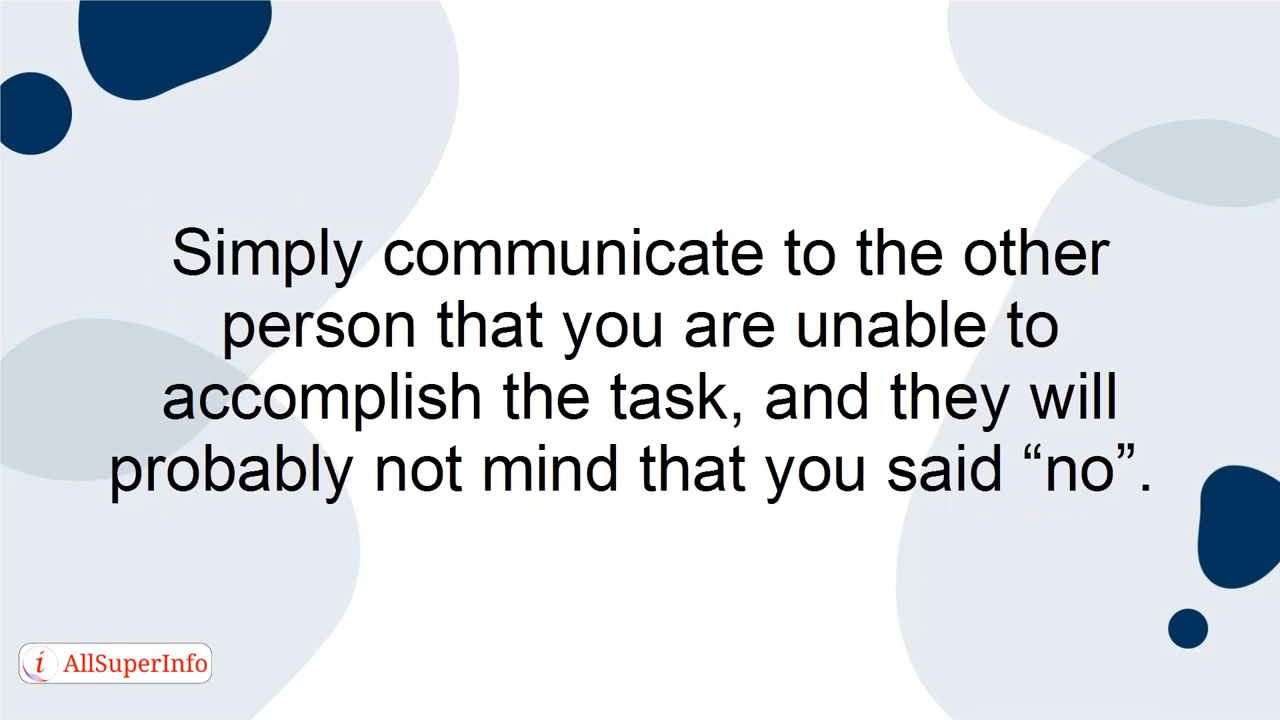 Simply communicate to the other
person that you are unable to
accomplish the task, and they will
probably not mind that you said “no”.
i AllSuperInfo